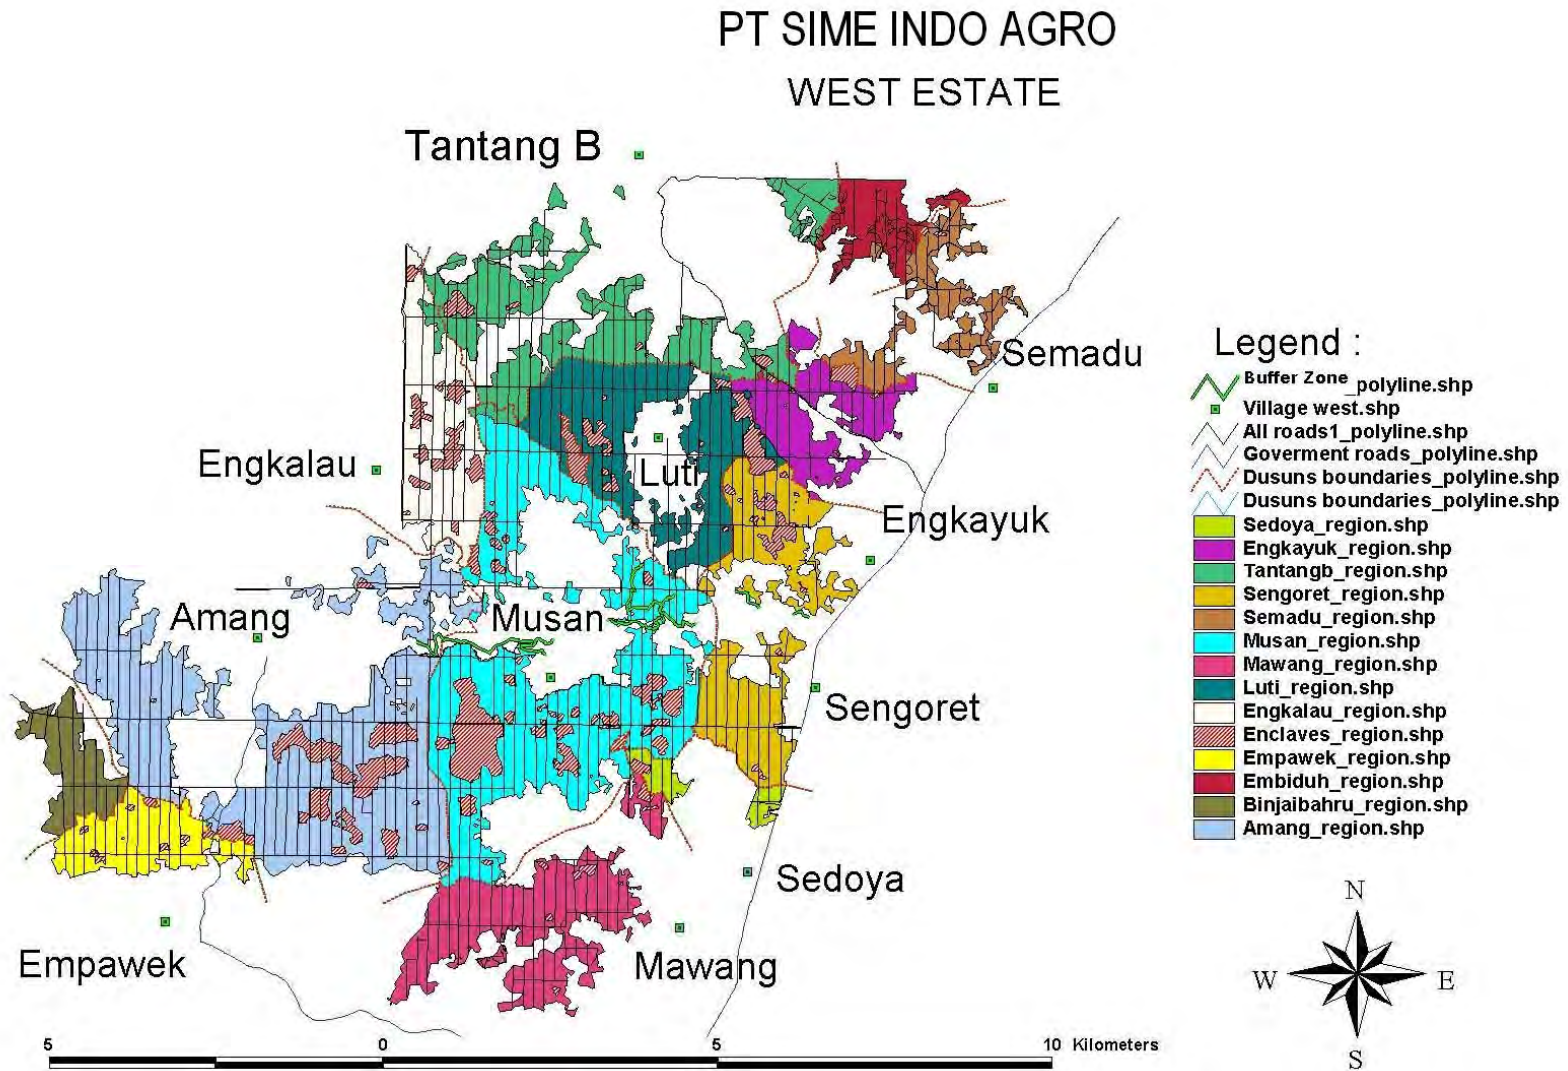 PT SIME INDO AGRO
WEST ESTATE
Tantang B
Semadu
Engkalau
Luti
Engkayuk
Amang
Musan
Sengoret
Sedoya
Empawek
Mawang
Legend :
Buffer Zone_polyline.shp
Village west.shp
All roads1_polyline.shp
Goverment roads_polyline.shp
Dusuns boundaries_polyline.shp
Dusuns boundaries_polyline.shp
Sedoya_region.shp
Engkayuk_region.shp
Tantangb_region.shp
Sengoret_region.shp
Semadu_region.shp
Musan_region.shp
Mawang_region.shp
Luti_region.shp
Engkalau_region.shp
Enclaves_region.shp
Empawek_region.shp
Embiduh_region.shp
Binjaibahru_region.shp
Amang_region.shp
N
W E
S
5 0 5 10 Kilometers